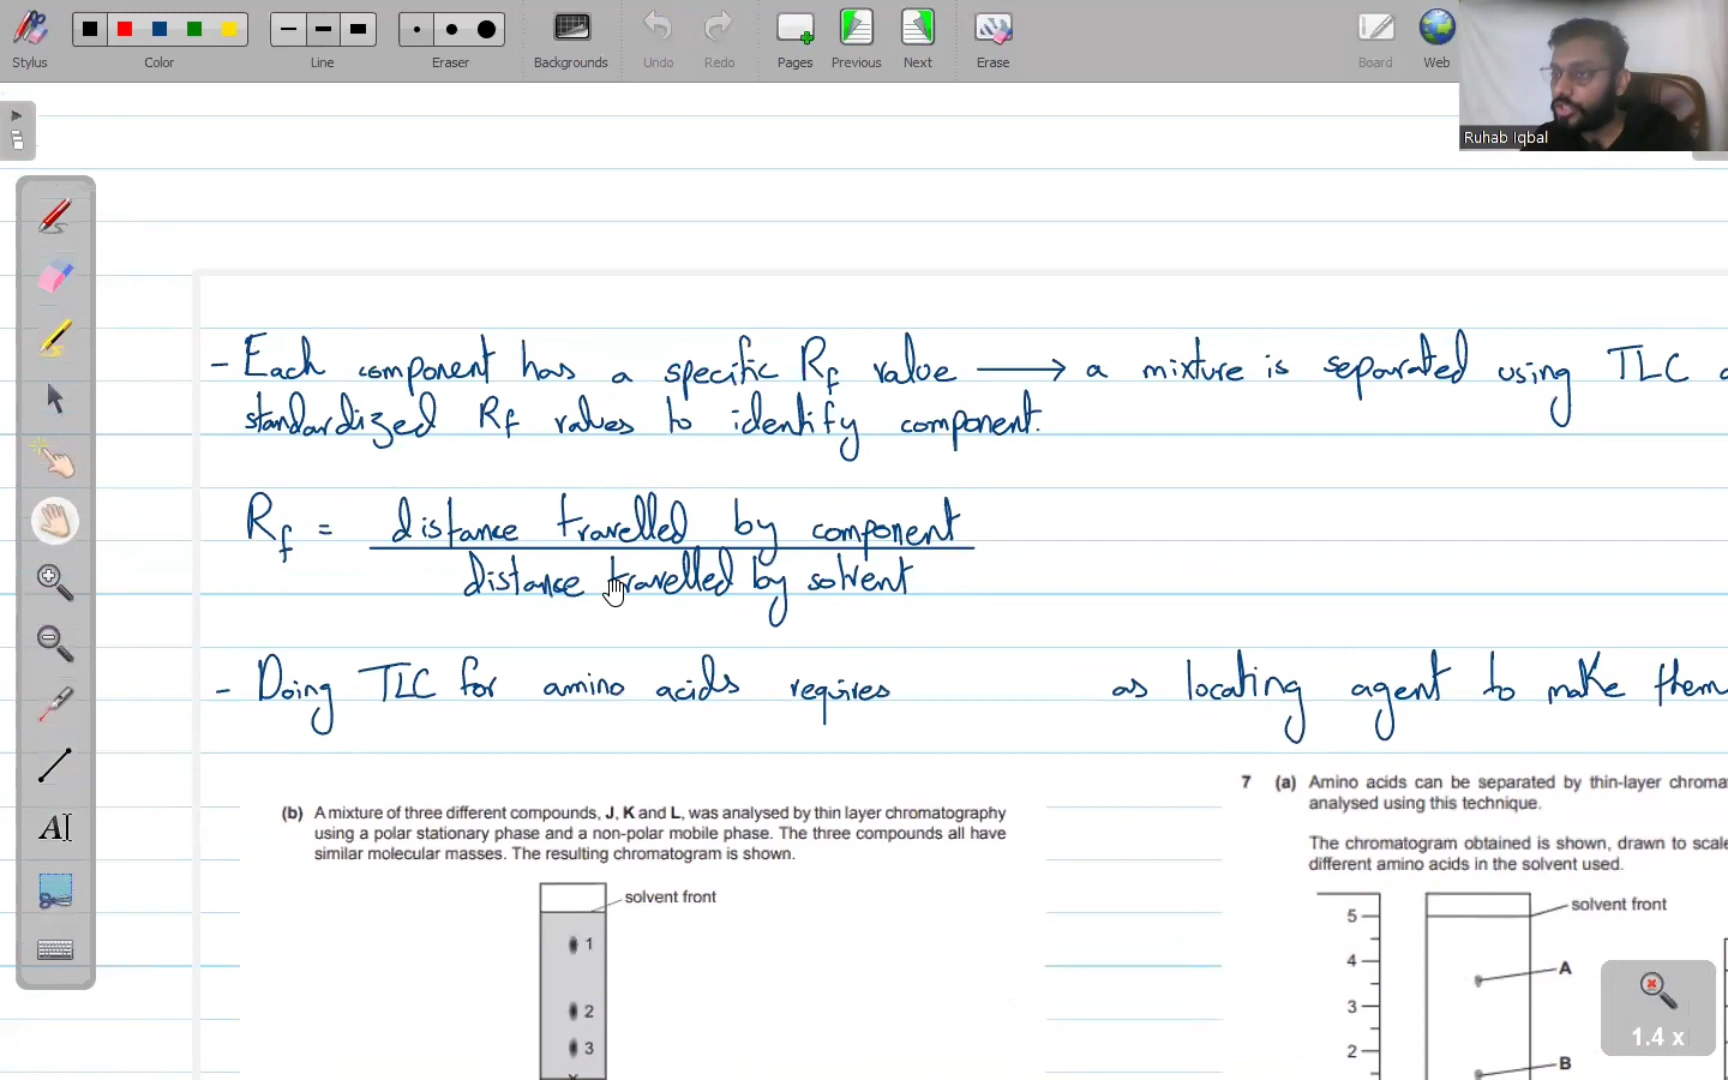 Stylus
Color
Line
Eraser
Backgrounds
Undo
Redo
Pages
Previous
Next
Erase
Board
Web
Ruhab Iqbal
- Each component has a specific Rf value ⟶ a mixture is separated using TLC
standardized Rf values to identify component.
Rf = distance travelled by component
distance travelled by solvent
- Doing TLC for amino acids requires as locating agent to make them
(b) A mixture of three different compounds, J, K and L, was analysed by thin layer chromatography
using a polar stationary phase and a non-polar mobile phase. The three compounds all have
similar molecular masses. The resulting chromatogram is shown.
solvent front
1
2
3
7 (a) Amino acids can be separated by thin-layer chroma
analysed using this technique.
The chromatogram obtained is shown, drawn to scale
different amino acids in the solvent used.
solvent front
5
4
3
2
A
B
1.4 x